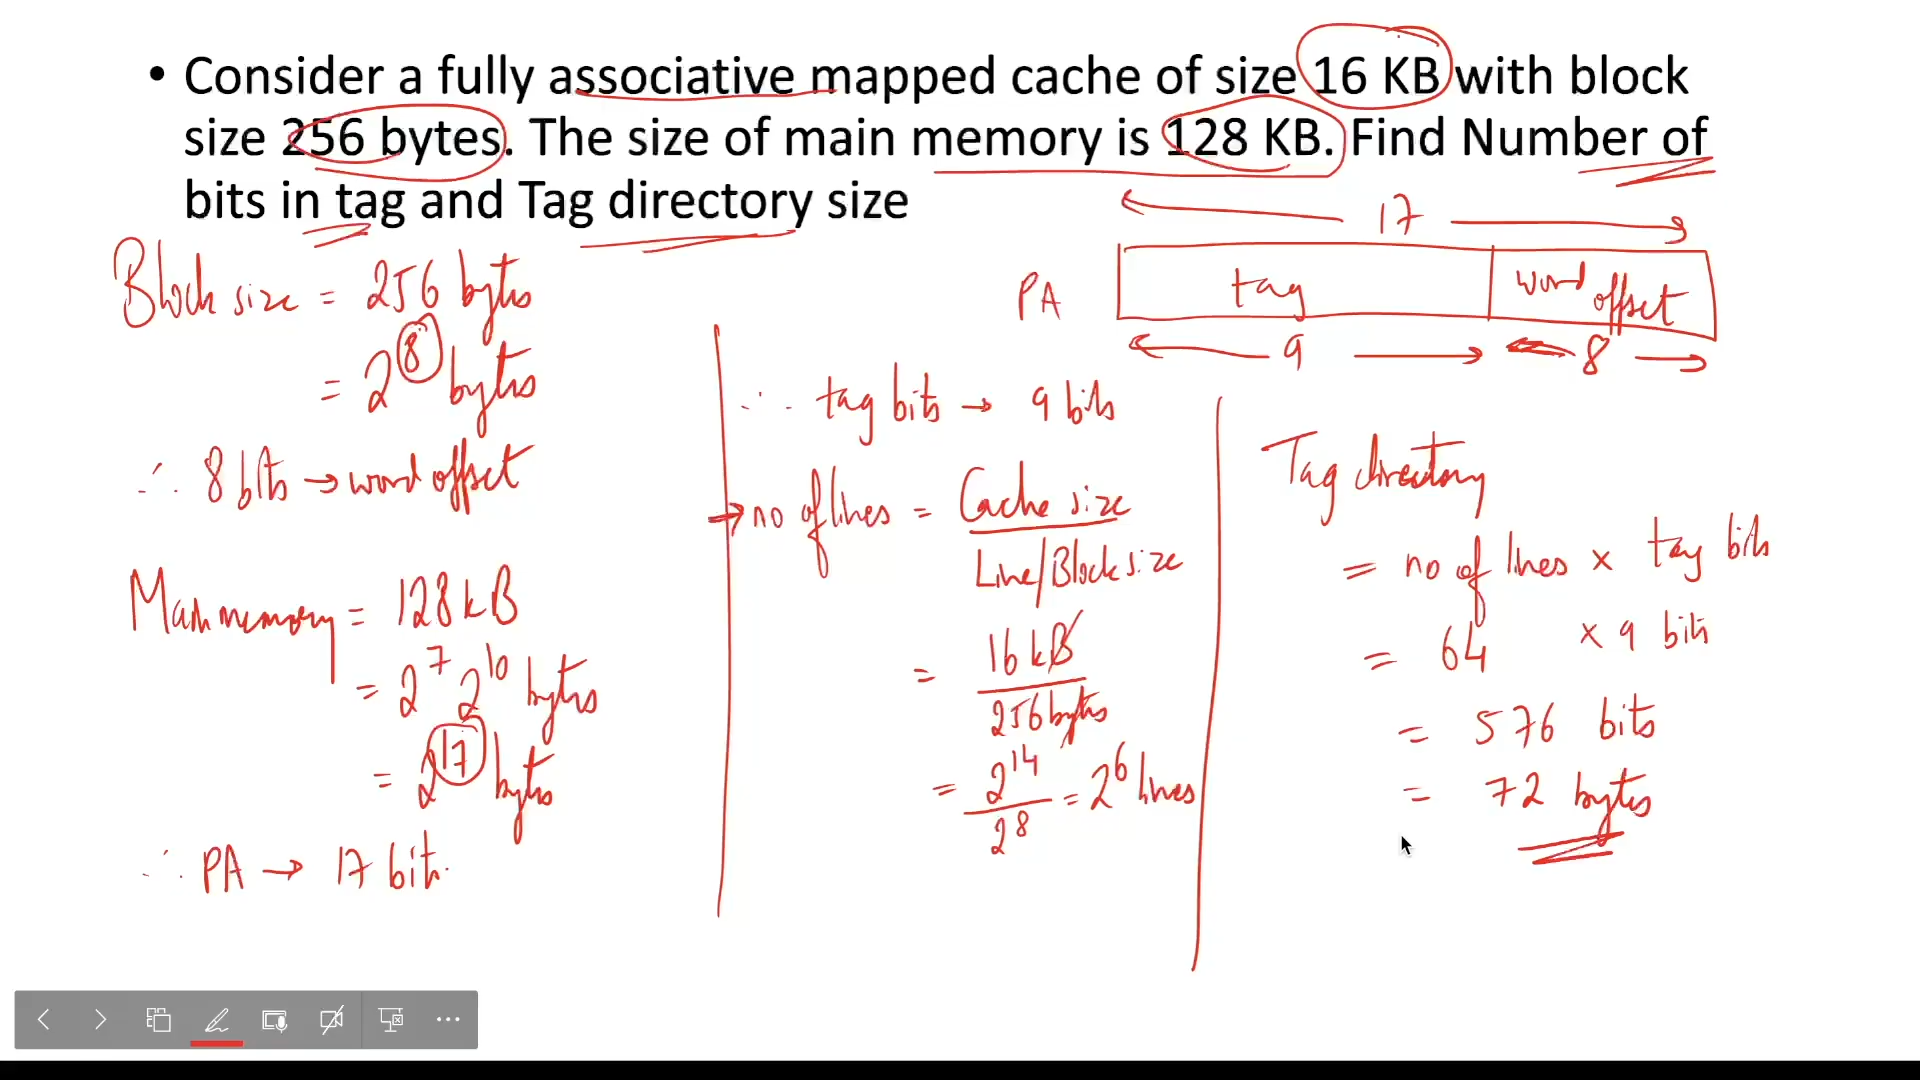 • Consider a fully associative mapped cache of size 16 KB with block
size 256 bytes. The size of main memory is 128 KB. Find Number of
bits in tag and Tag directory size
17
PA tag word offset
9 8
Block size = 256 bytes
= 2^8 bytes
∴ 8 bits → word offset
Main memory = 128 kB
= 2^7 2^10 bytes
= 2^17 bytes
∴ PA → 17 bit.
∴ tag bits → 9 bits
→ no of lines = Cache size
Line/Block size
= 16 kB
256 bytes
= 2^14 = 2^6 lines
2^8
Tag directory
= no of lines x tag bits
= 64 x 9 bits
= 576 bits
= 72 bytes